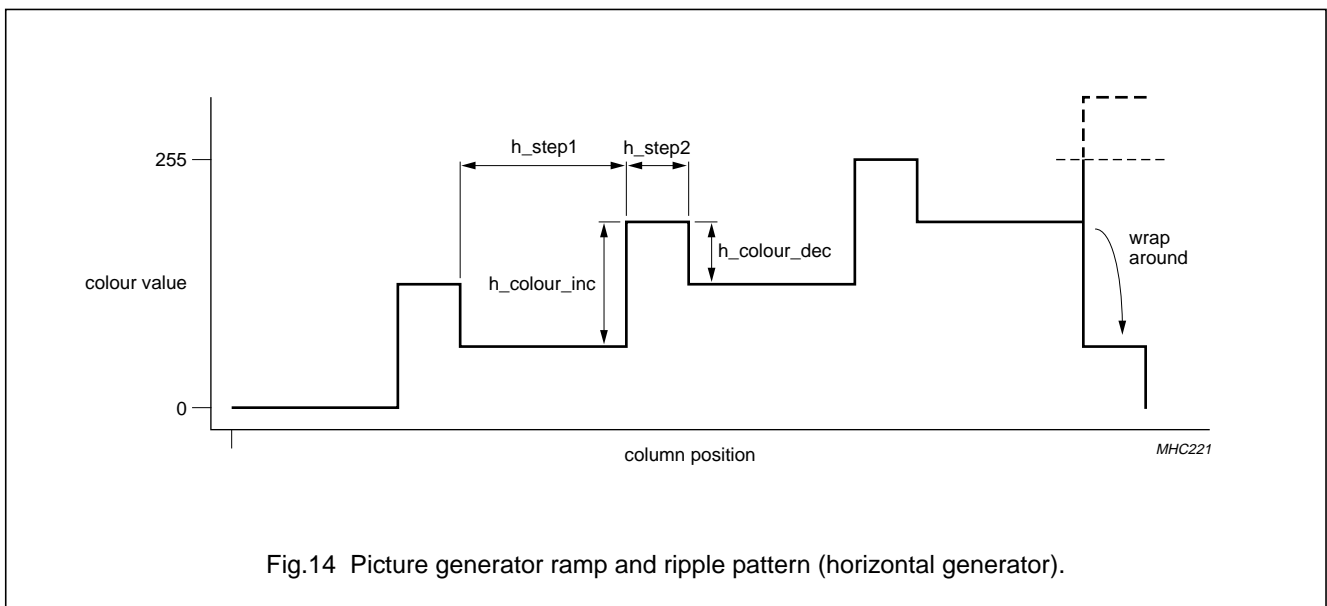 h_step1
h_step2
255
wrap
around
h_colour_dec
colour value
h_colour_inc
0
column position
MHC221
Fig.14 Picture generator ramp and ripple pattern (horizontal generator).